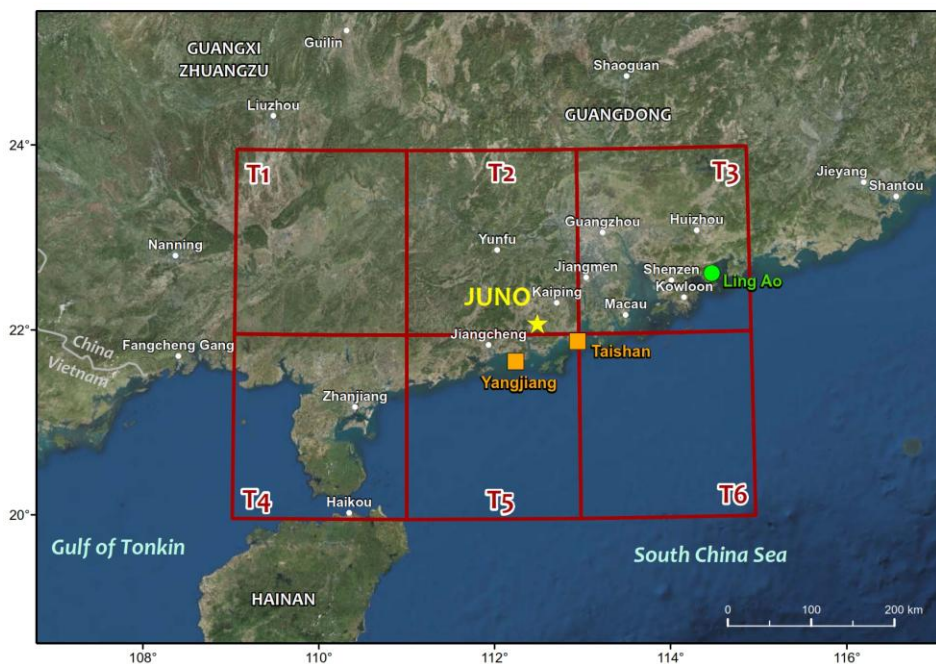 Guilin
GUANGXI
ZHUANGZU
Shaoguan
Liuzhou
GUANGDONG
24°
T1
T2
T3
Jieyang
Shantou
Guangzhou
Huizhou
Nanning
Yunfu
Jiangmen
Shenzen
Ling Ao
Kaiping
Kowloon
JUNO
Macau
22°
Jiangcheng
China
Fangcheng Gang
Taishan
Vietnam
Yangjiang
Zhanjiang
T4
T5
T6
Haikou
20°
Gulf of Tonkin
South China Sea
HAINAN
0 100 200 km
108° 110° 112° 114° 116°